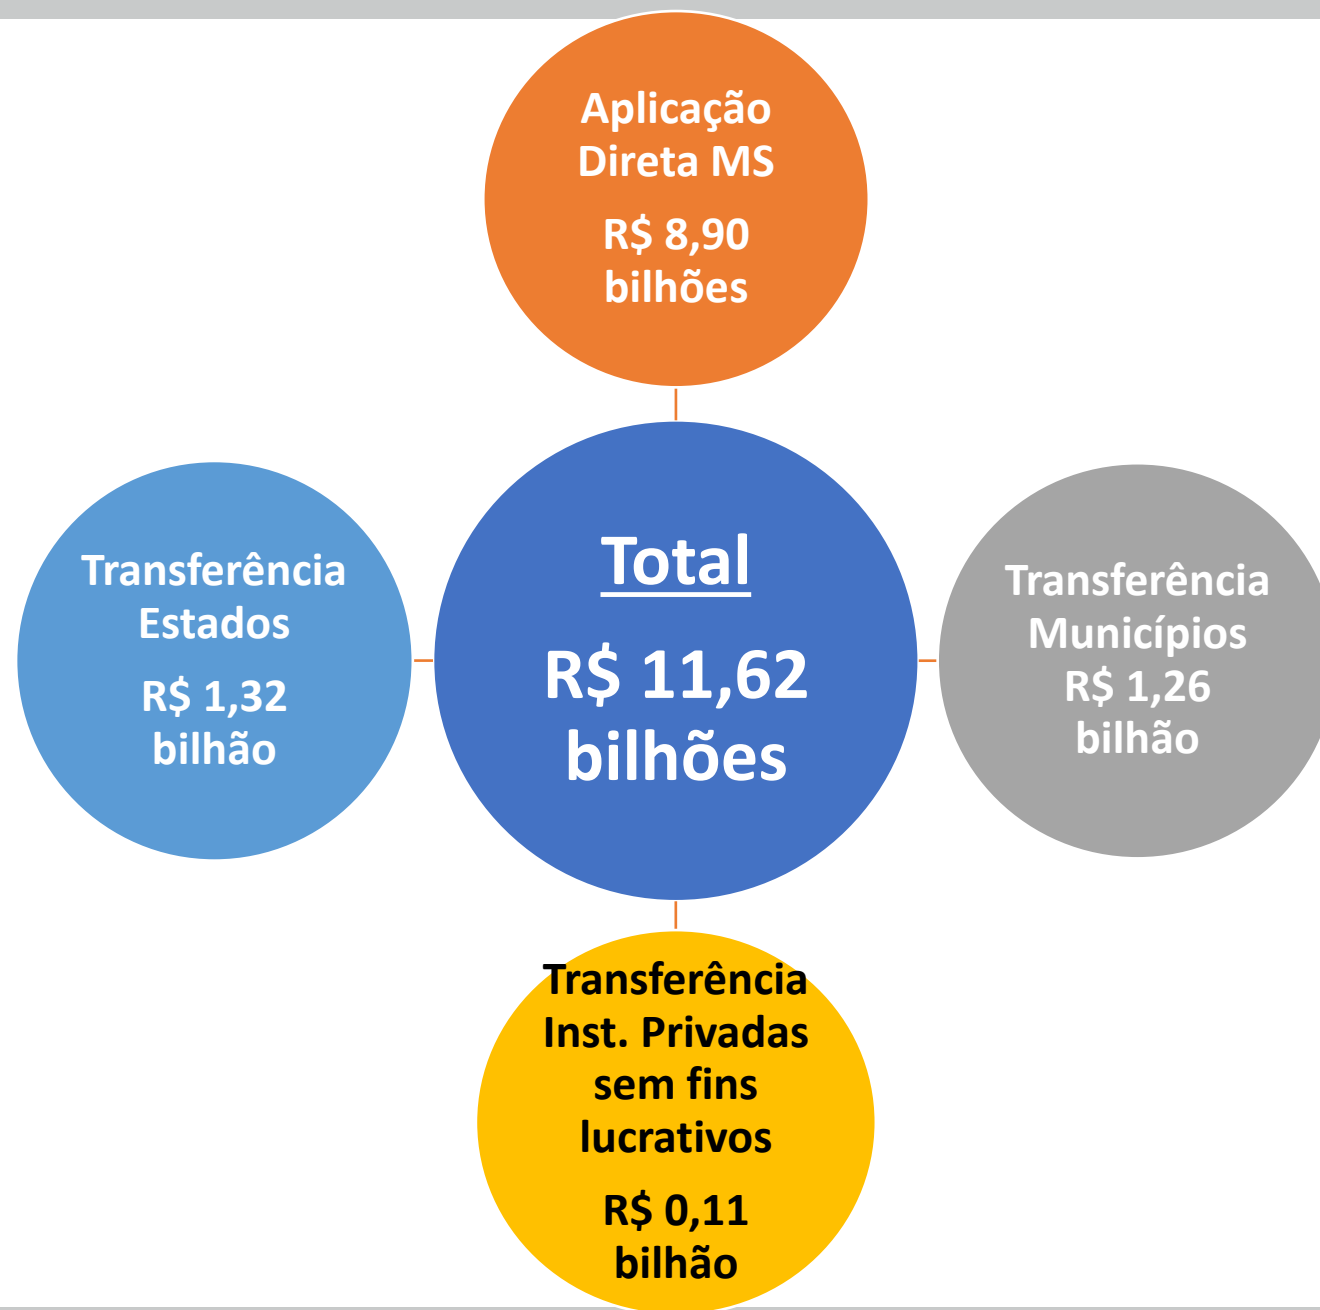 Aplicação
Direta MS
R$ 8,90
bilhões
Transferência
Estados
R$ 1,32
bilhão
Total
R$ 11,62
bilhões
Transferência
Municípios
R$ 1,26
bilhão
Transferência
Inst. Privadas
sem fins
lucrativos
R$ 0,11
bilhão